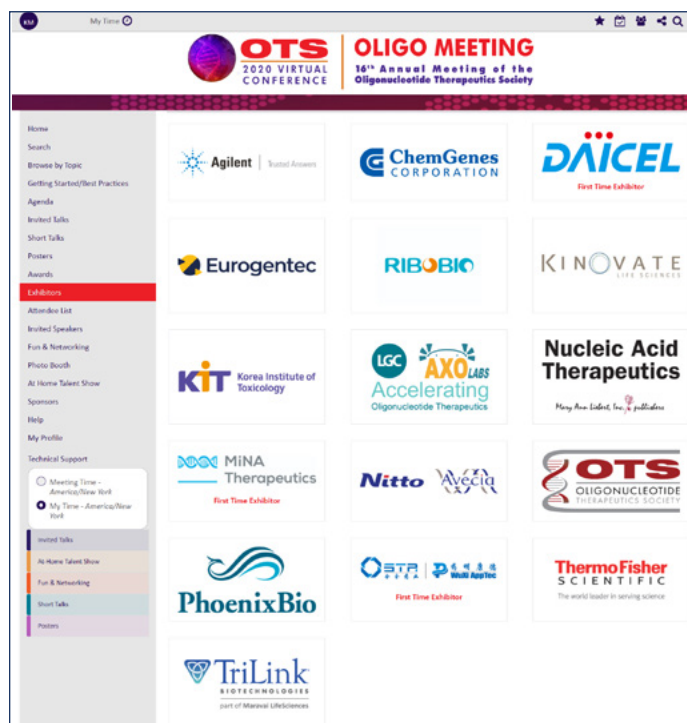 KM
My Time
OTS
2020 VIRTUAL
CONFERENCE
OLIGO MEETING
16th Annual Meeting of the
Oligonucleotide Therapeutics Society
Home
Search
Browse by Topic
Getting Started/Best Practices
Agenda
Invited Talks
Short Talks
Posters
Awards
Exhibitors
Attendee List
Invited Speakers
Fun & Networking
Photo Booth
At Home Talent Show
Sponsors
Help
My Profile
Technical Support
Meeting Time -
America/New York
My Time - America/New
York
Invited Talks
At Home Talent Show
Fun & Networking
Short Talks
Posters
Agilent
Trusted Answers
ChemGenes
CORPORATION
DAICEL
First Time Exhibitor
Eurogentec
RIBOBIO
KINOVATE
LIFE SCIENCES
KIT
Korea Institute of
Toxicology
LGC
AXO LABS
Accelerating
Oligonucleotide Therapeutics
Nucleic Acid
Therapeutics
Mary Ann Liebert, Inc. publishers
MiNA
Therapeutics
First Time Exhibitor
Nitto
Avecia
OTS
OLIGONUCLEOTIDE
THERAPEUTICS SOCIETY
PhoenixBio
STA
WuXi AppTec
First Time Exhibitor
ThermoFisher
SCIENTIFIC
The world leader in serving science
TriLink
BIOTECHNOLOGIES
part of Maravai LifeSciences